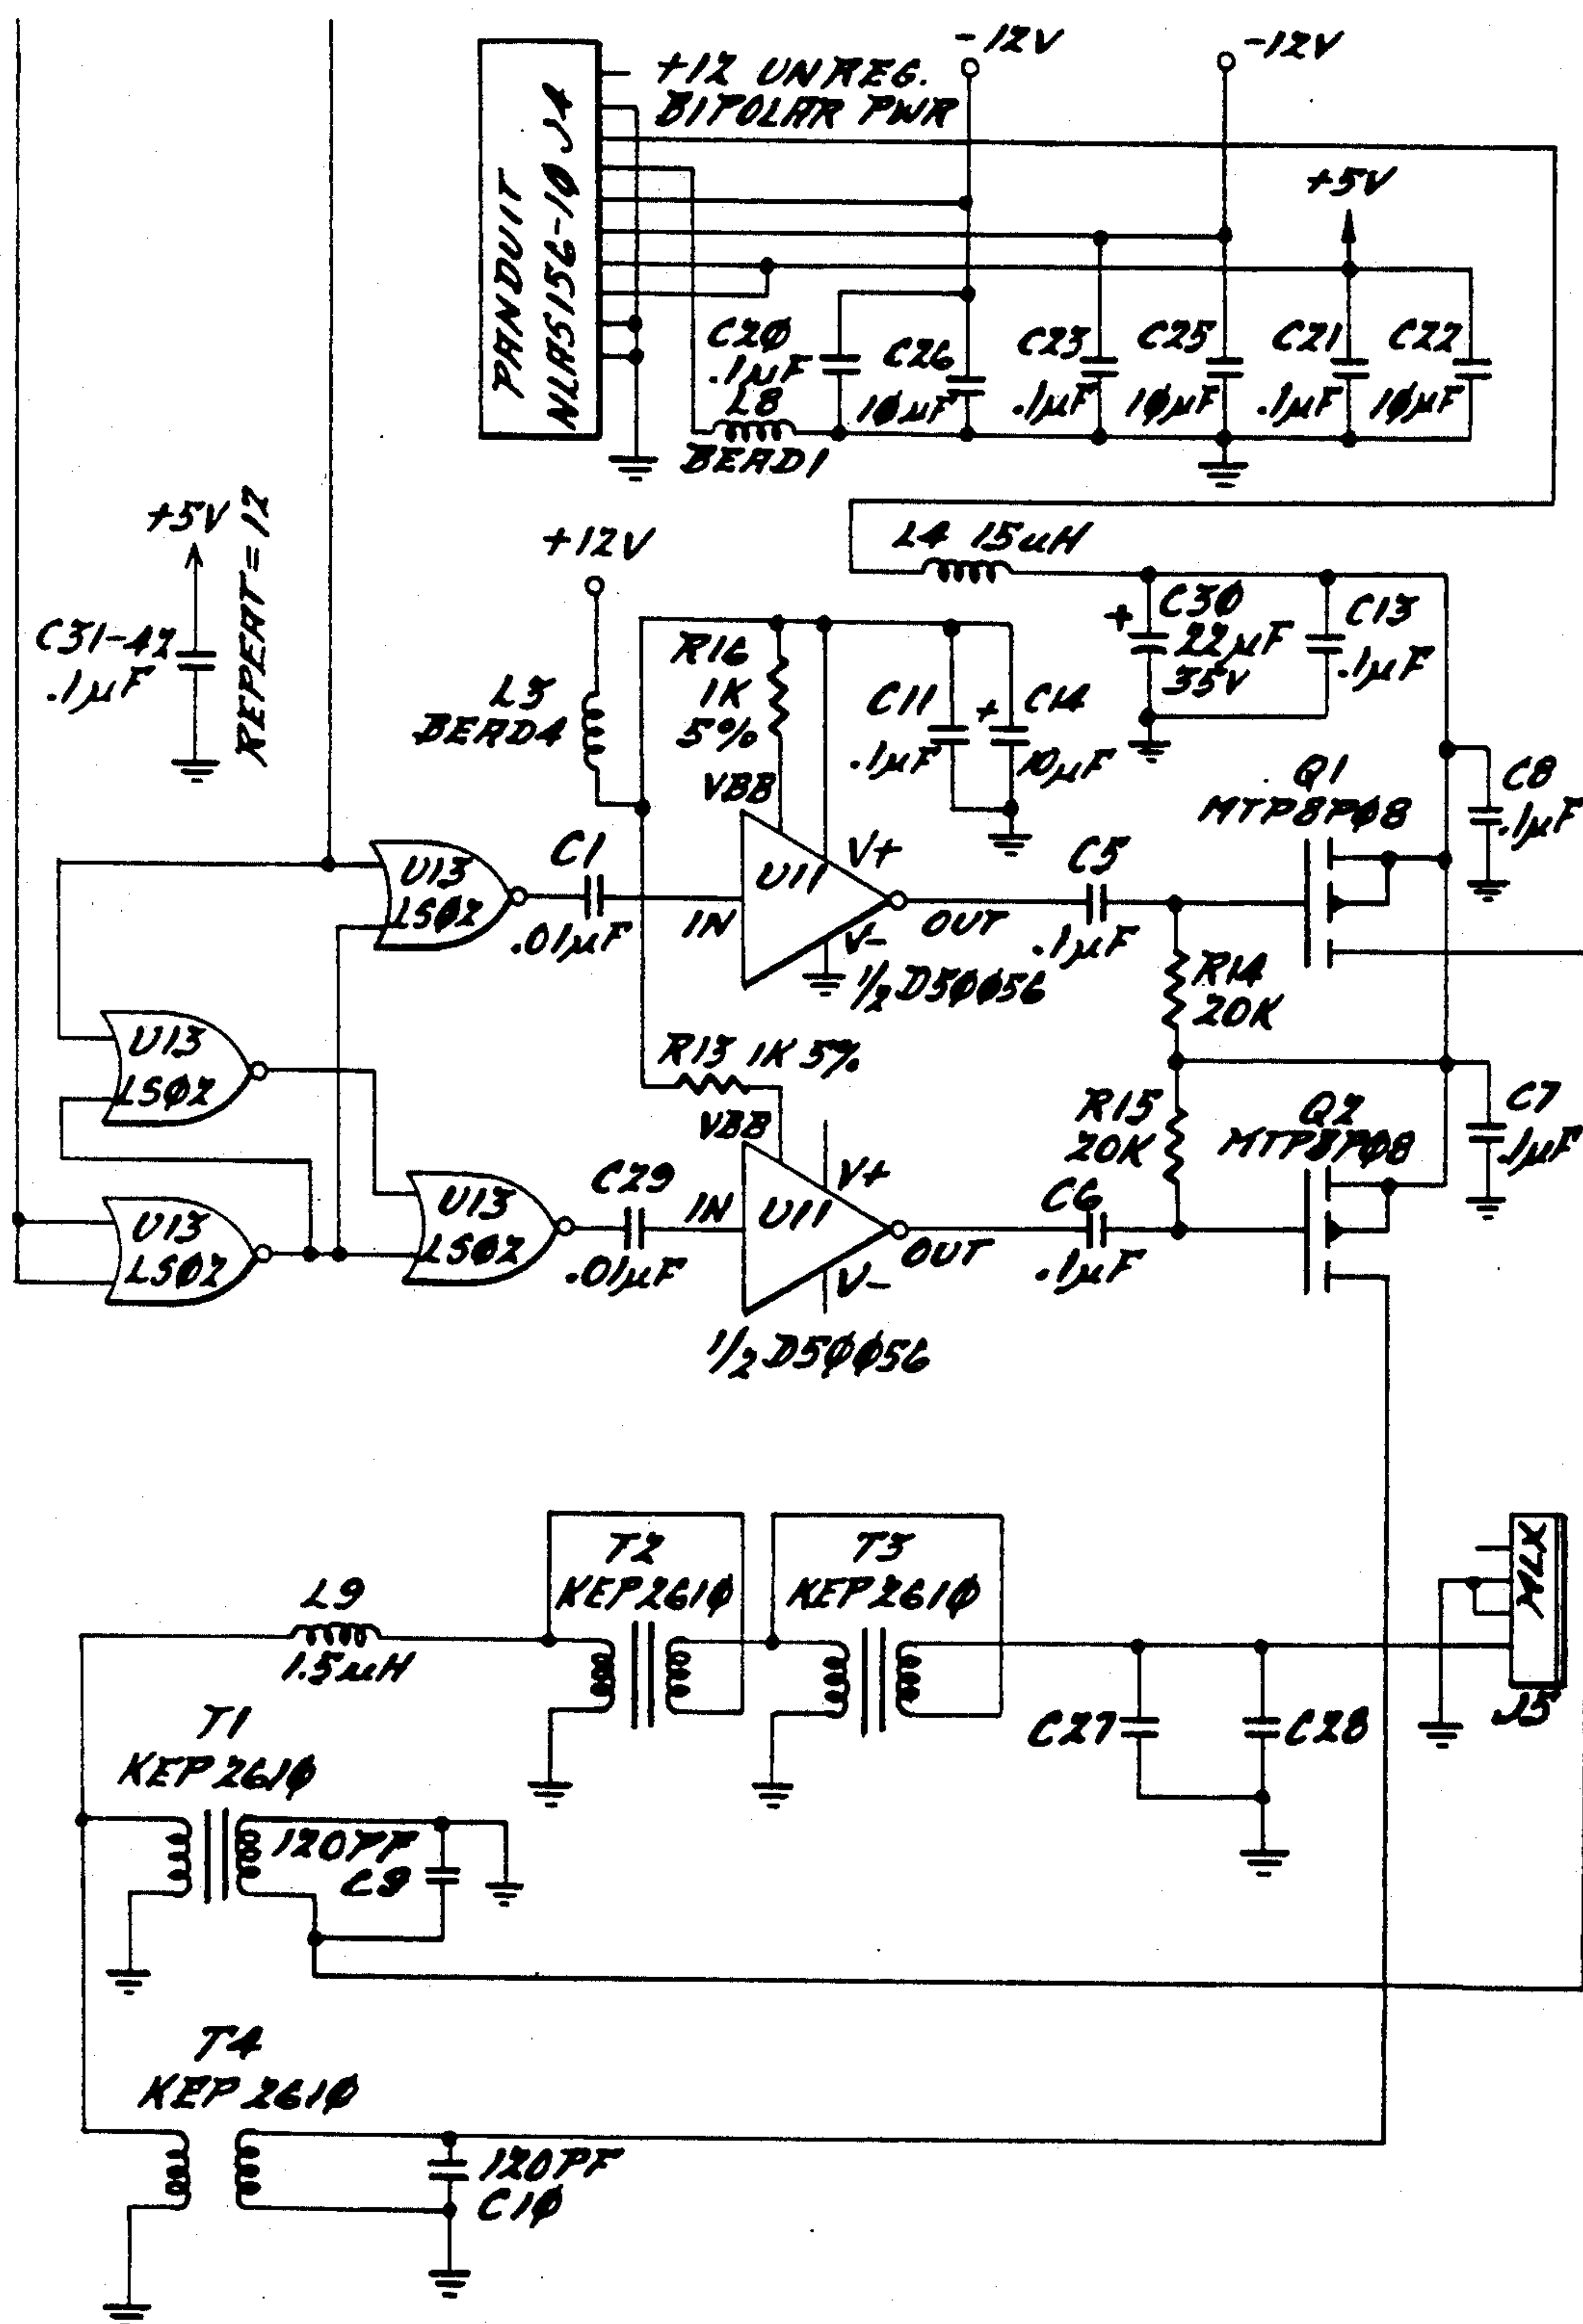 -12V
-12V
+12 UNREG.
BIPOLAR PWR
PANDUIT
NLAS156-10 J4
+5V
C20
.1µF
C26
10µF
C23
.1µF
C25
10µF
C21
.1µF
C22
10µF
L8
BEAD1
+5V
REPEAT=12
C31-42
.1µF
+12V
L4 15uH
L3
BEAD4
R16
1K
5%
VBB
C11
.1µF
+
C14
10µF
+
C30
22µF
35V
C13
.1µF
Q1
MTP8P08
C8
.1µF
U13
LS02
C1
.01µF
IN
U11
V+
V-
OUT
1/2 D50056
C5
.1µF
R14
20K
U13
LS02
R13 1K 5%
VBB
R15
20K
Q2
MTP8P08
C7
.1µF
U13
LS02
U13
LS02
C29
.01µF
IN
U11
V+
V-
OUT
1/2 D50056
C6
.1µF
T2
KEP2610
T3
KEP2610
MLX
J5
L9
1.5µH
C27
C28
T1
KEP2610
120PF
C9
T4
KEP2610
120PF
C10